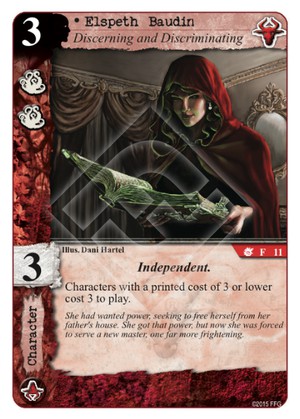 3
• Elspeth Baudin
Discerning and Discriminating
Illus. Dani Hartel
F 11
3
Independent.
Characters with a printed cost of 3 or lower
cost 3 to play.
She had wanted power, seeking to free herself from her
father's house. She got that power, but now she was forced
to serve a new master, one far more frightening.
Character
©2015 FFG